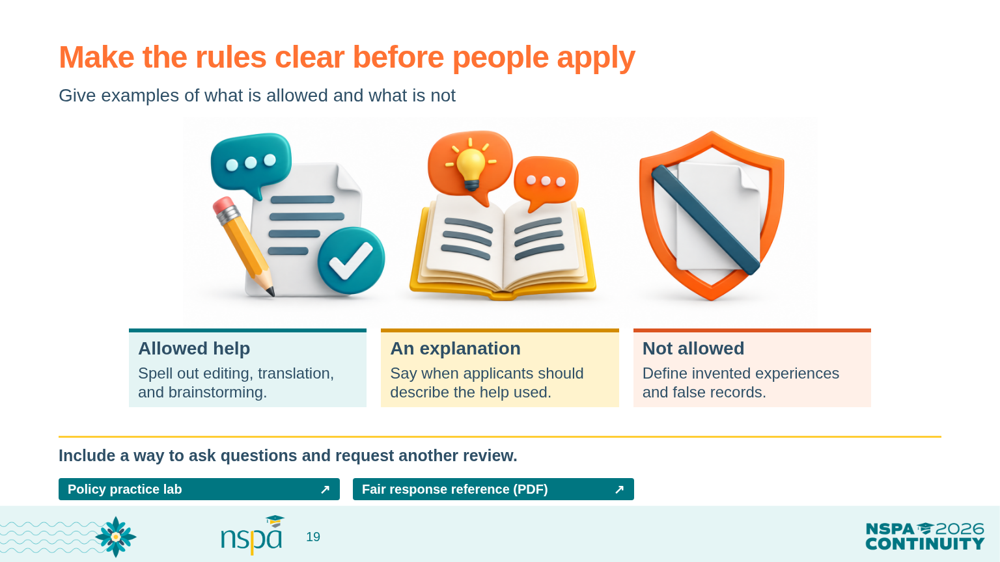 Make the rules clear before people apply
Give examples of what is allowed and what is not
Allowed help
Spell out editing, translation,
and brainstorming.
An explanation
Say when applicants should
describe the help used.
Not allowed
Define invented experiences
and false records.
Include a way to ask questions and request another review.
Policy practice lab ↗
Fair response reference (PDF) ↗
nspa
19
NSPA 2026
CONTINUITY